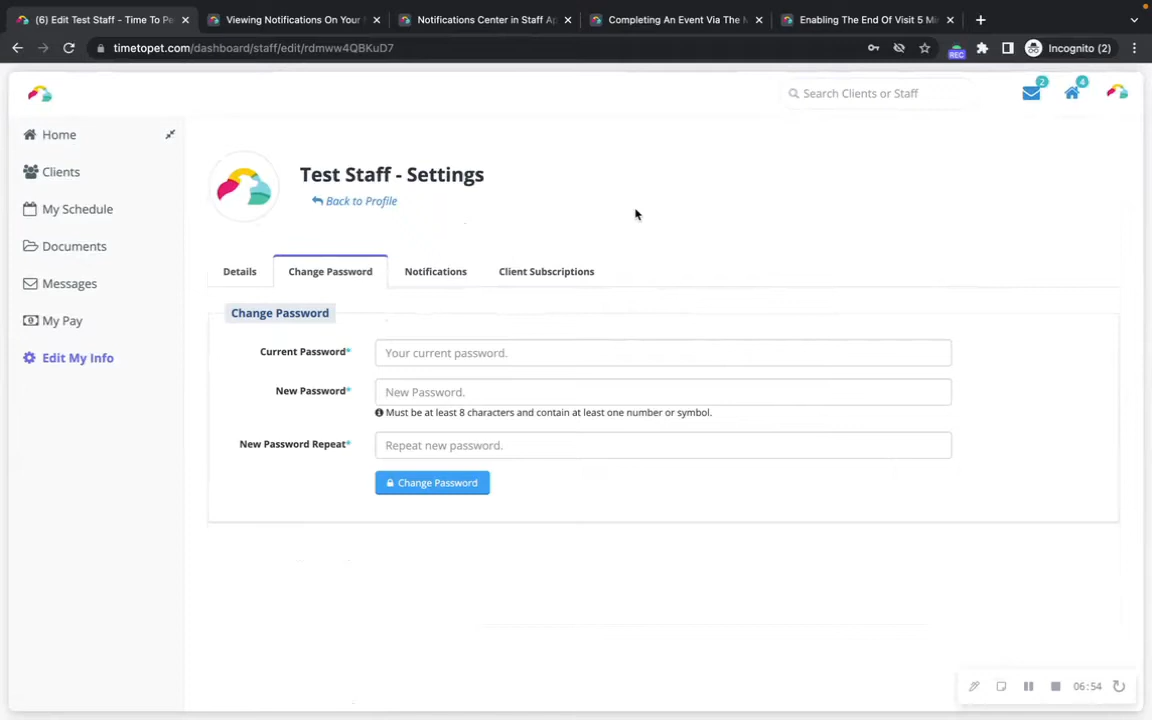 (6) Edit Test Staff - Time To Pe
Viewing Notifications On Your
Notifications Center in Staff Ap
Completing An Event Via The M
Enabling The End Of Visit 5 Mi
timetopet.com/dashboard/staff/edit/rdmww4QBKuD7
REC
Incognito (2)
Search Clients or Staff
2
4
Home
Clients
My Schedule
Documents
Messages
My Pay
Edit My Info
Test Staff - Settings
Back to Profile
Details
Change Password
Notifications
Client Subscriptions
Change Password
Current Password*
Your current password.
New Password*
New Password.
Must be at least 8 characters and contain at least one number or symbol.
New Password Repeat*
Repeat new password.
Change Password
06:54